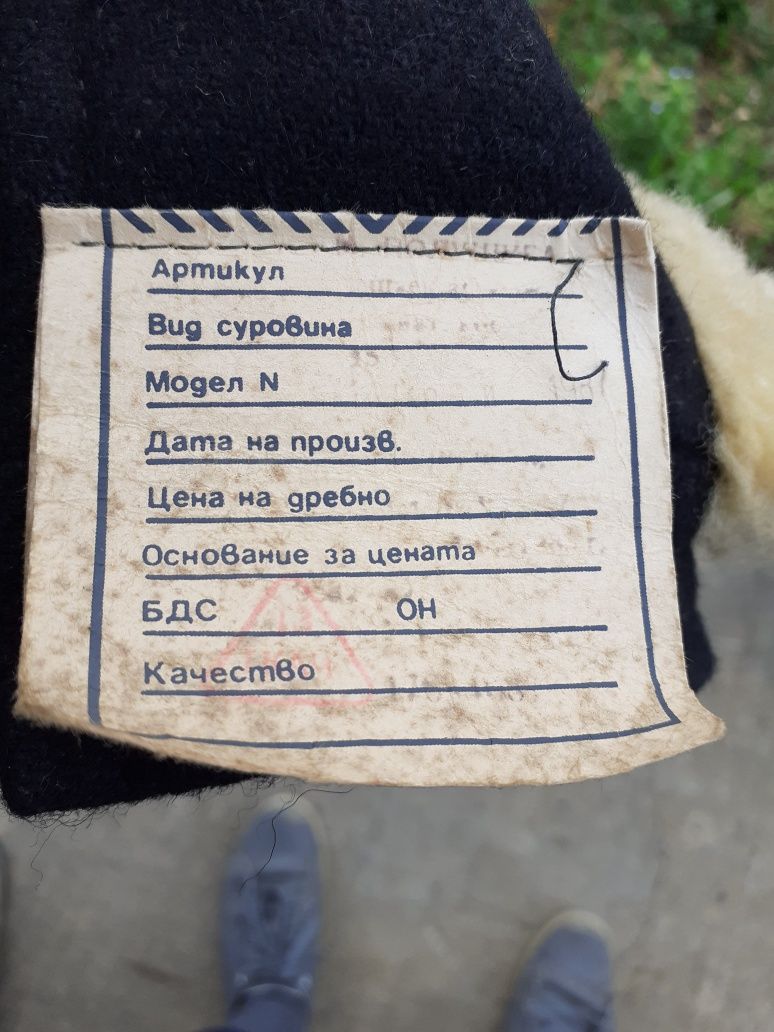 Артикул
Вид суровина
Модел N
Дата на произв.
Цена на дребно
Основание за цената
БДС ОН
Качество